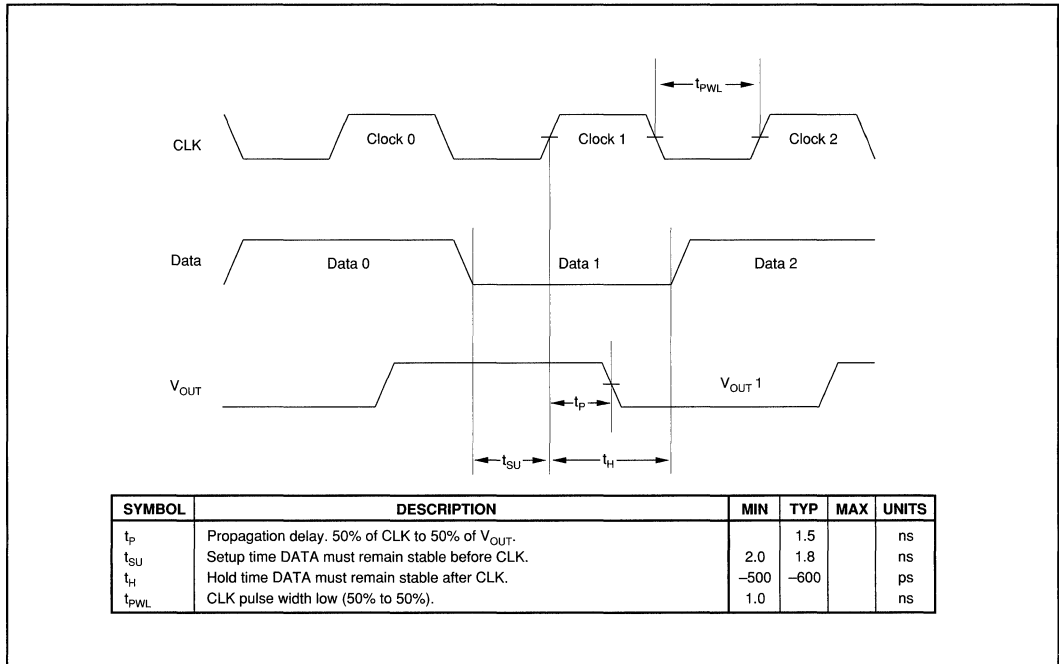 t_PWL
CLK Clock 0 Clock 1 Clock 2
Data Data 0 Data 1 Data 2
V_OUT V_OUT 1
t_P
t_SU t_H
SYMBOL DESCRIPTION MIN TYP MAX UNITS
t_P Propagation delay. 50% of CLK to 50% of V_OUT. 1.5 ns
t_SU Setup time DATA must remain stable before CLK. 2.0 1.8 ns
t_H Hold time DATA must remain stable after CLK. –500 –600 ps
t_PWL CLK pulse width low (50% to 50%). 1.0 ns